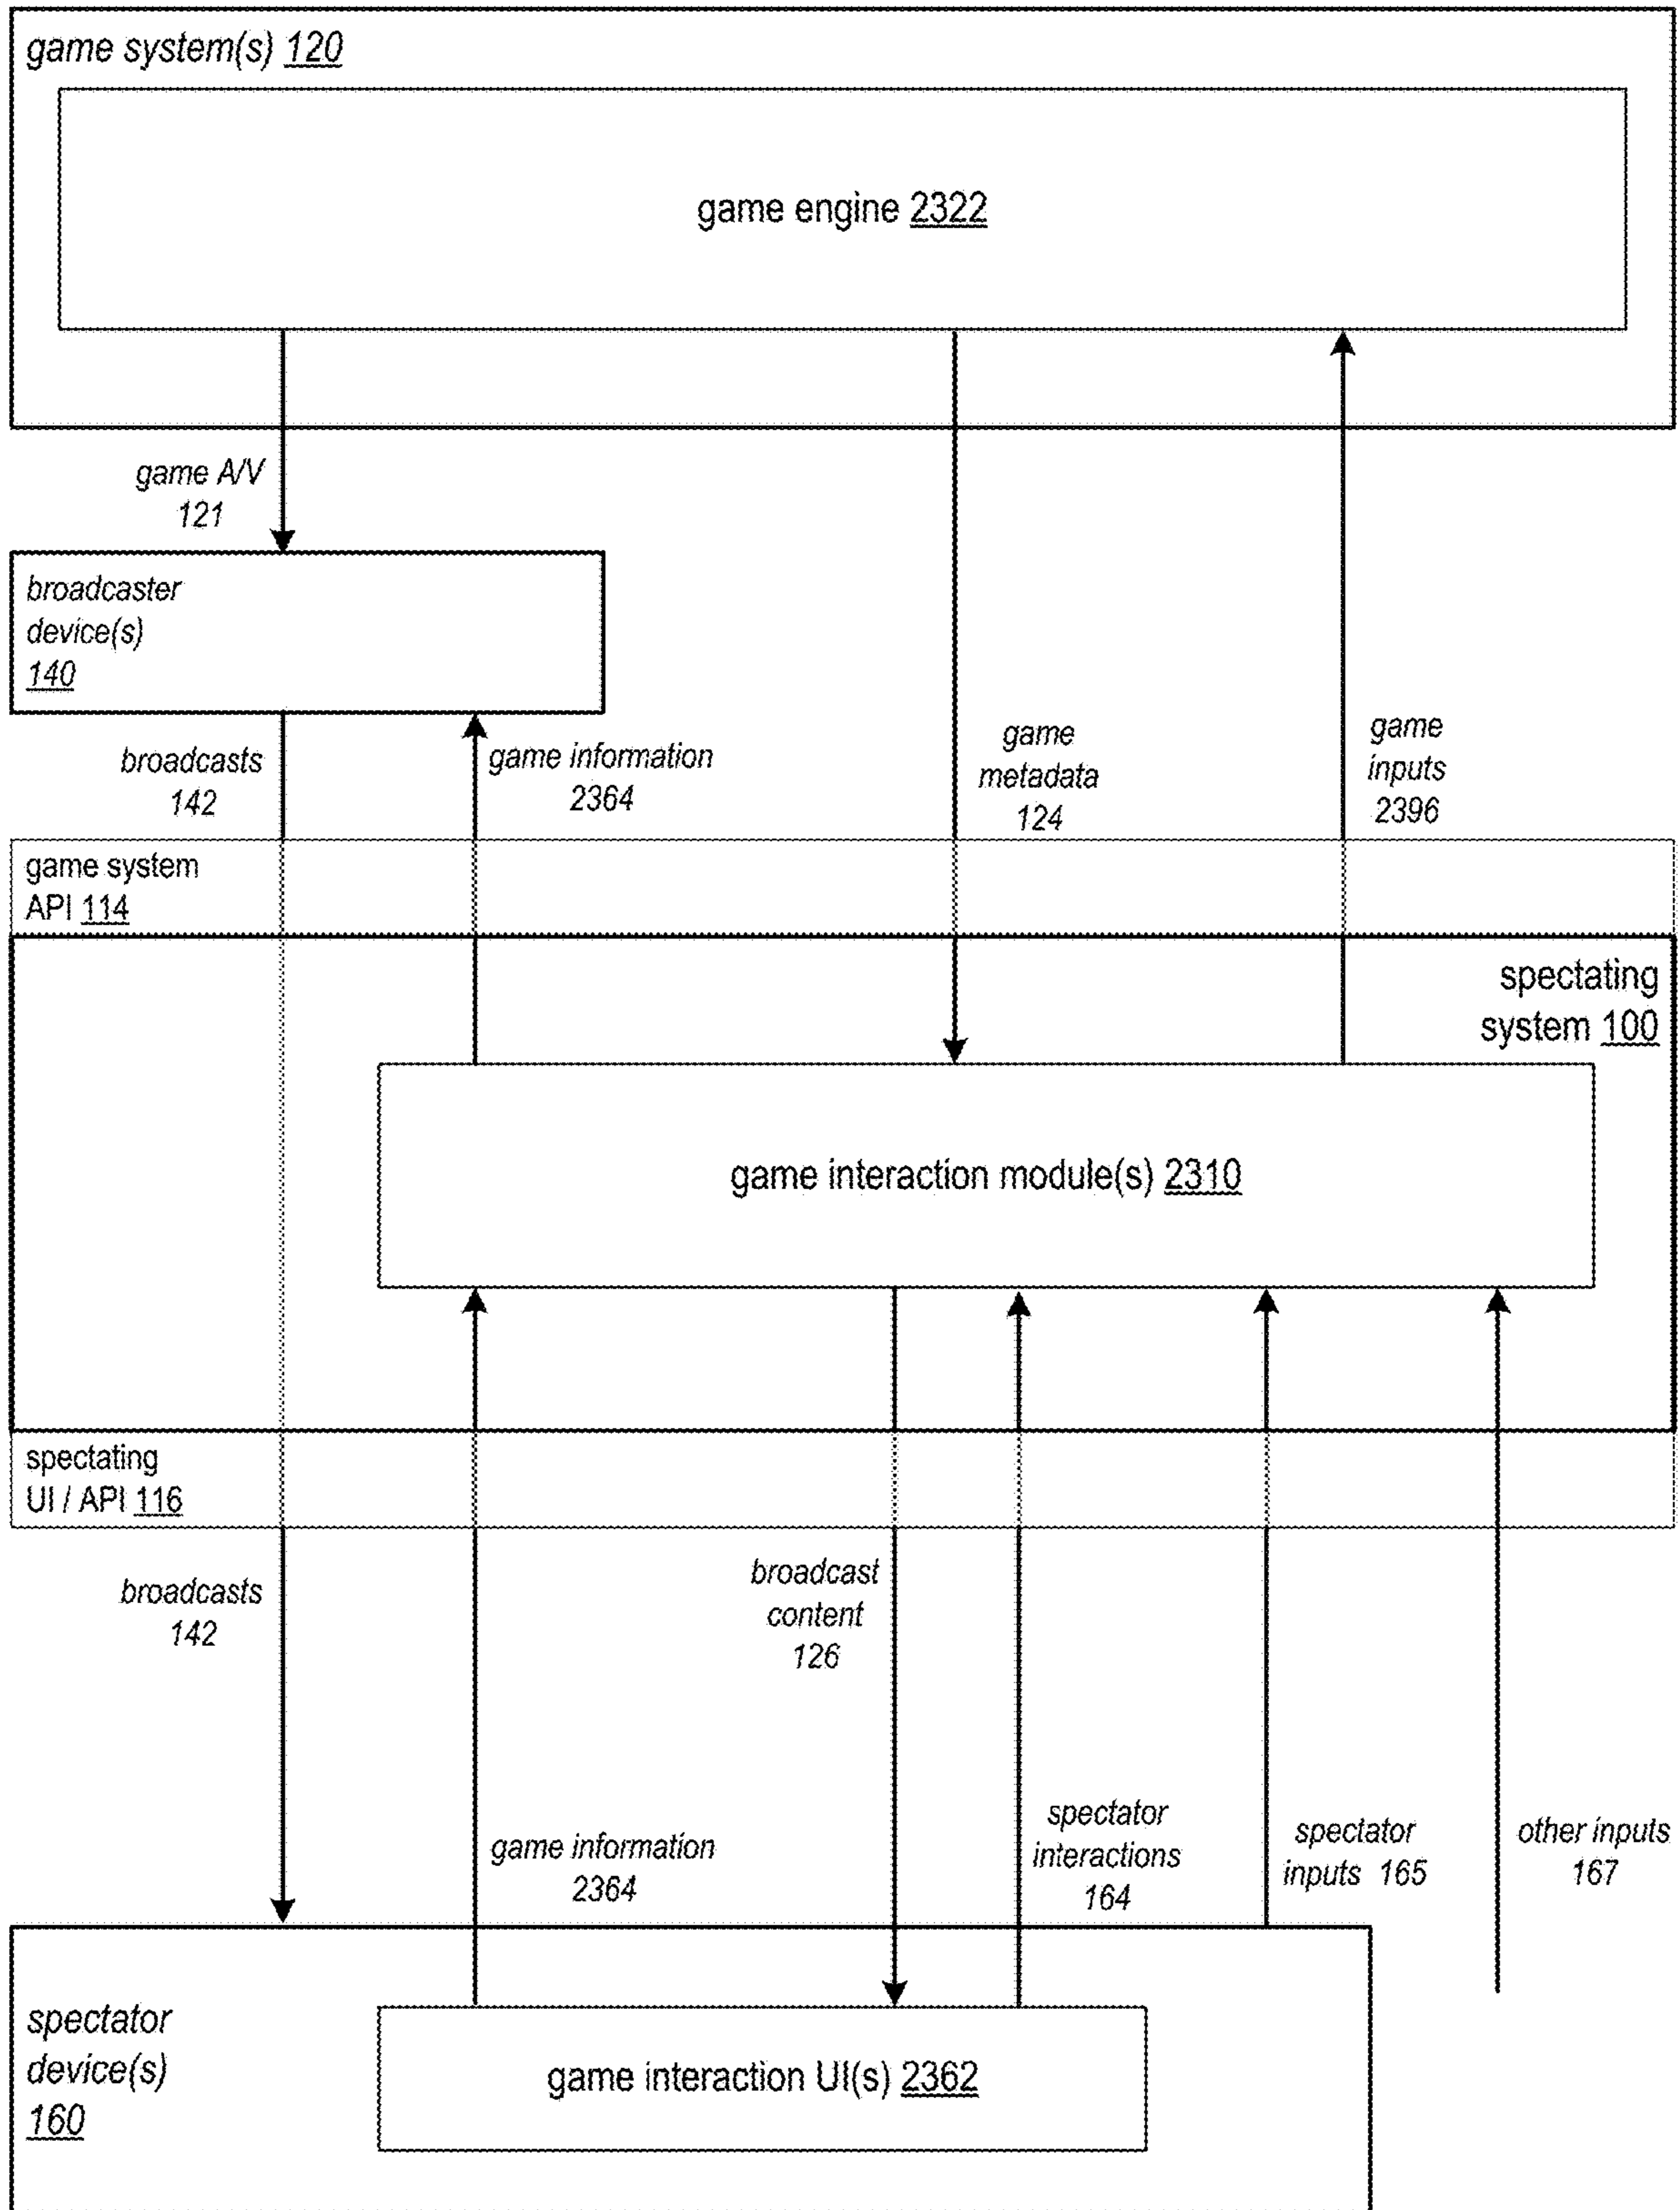 game system(s) 120
game engine 2322
game A/V
121
broadcaster
device(s)
140
broadcasts
142
game information
2364
game
metadata
124
game
inputs
2396
game system
API 114
spectating
system 100
game interaction module(s) 2310
spectating
UI / API 116
broadcasts
142
broadcast
content
126
game information
2364
spectator
interactions
164
spectator
inputs 165
other inputs
167
spectator
device(s)
160
game interaction UI(s) 2362